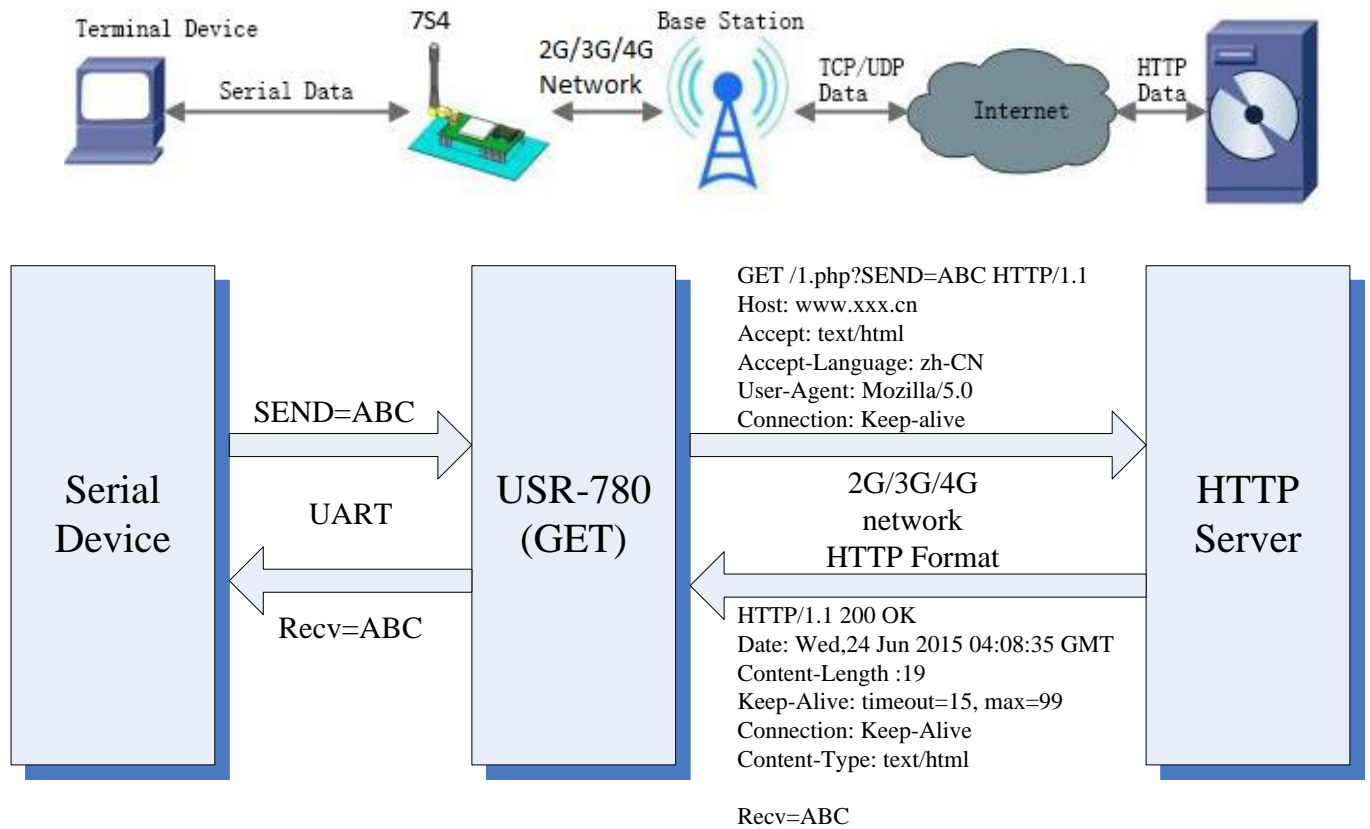 Terminal Device
Serial Data
7S4
2G/3G/4G
Network
Base Station
TCP/UDP
Data
Internet
HTTP
Data
Serial
Device
SEND=ABC
UART
Recv=ABC
USR-780
(GET)
GET /1.php?SEND=ABC HTTP/1.1
Host: www.xxx.cn
Accept: text/html
Accept-Language: zh-CN
User-Agent: Mozilla/5.0
Connection: Keep-alive
2G/3G/4G
network
HTTP Format
HTTP/1.1 200 OK
Date: Wed,24 Jun 2015 04:08:35 GMT
Content-Length :19
Keep-Alive: timeout=15, max=99
Connection: Keep-Alive
Content-Type: text/html
Recv=ABC
HTTP
Server